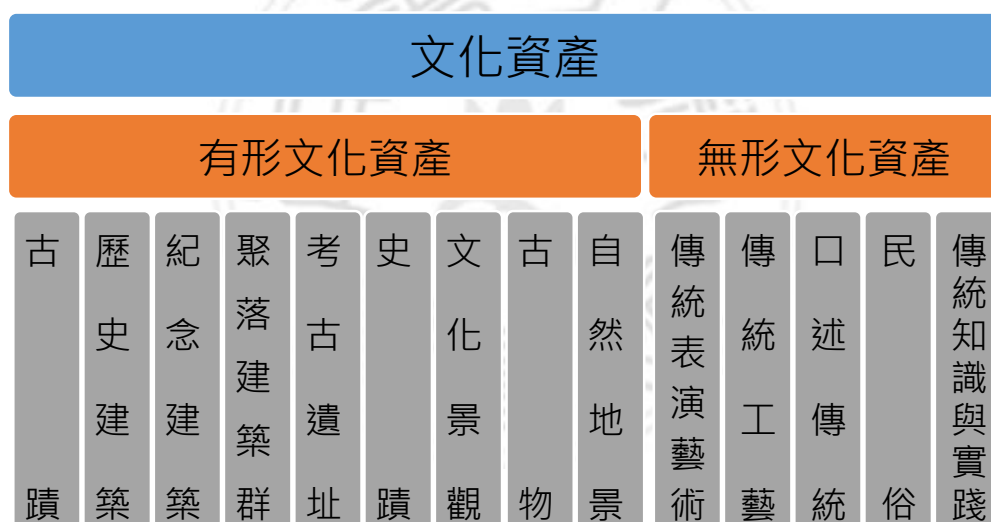 文化資產
有形文化資產
無形文化資產
古蹟
歷史建築
紀念建築
聚落建築群
考古遺址
史蹟
文化景觀
古物
自然地景
傳統表演藝術
傳統工藝
口述傳統
民俗
傳統知識與實踐